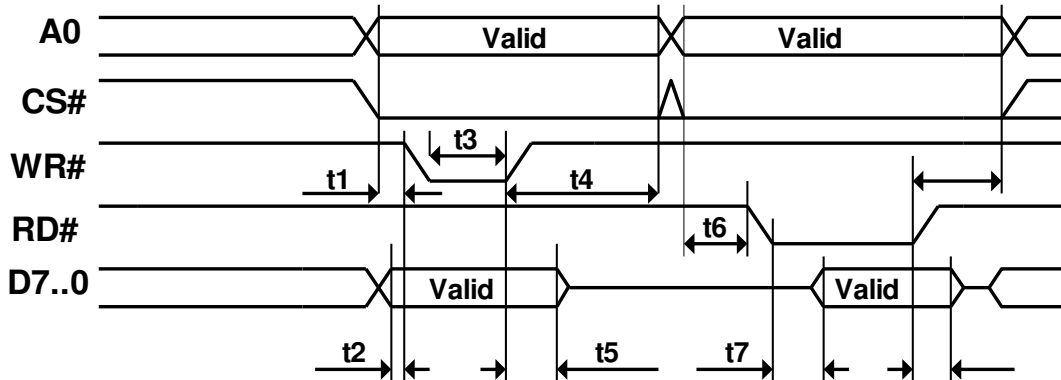 A0 Valid Valid
CS#
WR# t3
t1 t4
RD# t6
D7..0 Valid Valid
t2 t5 t7